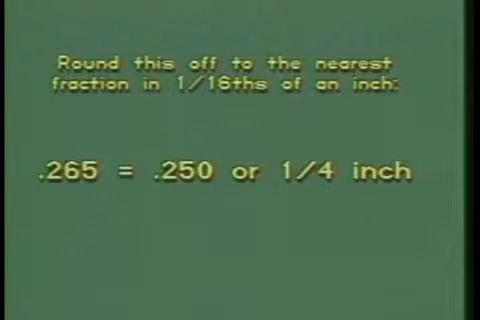 Round this off to the nearest
fraction in 1/16ths of an inch:
.265 = .250 or 1/4 inch